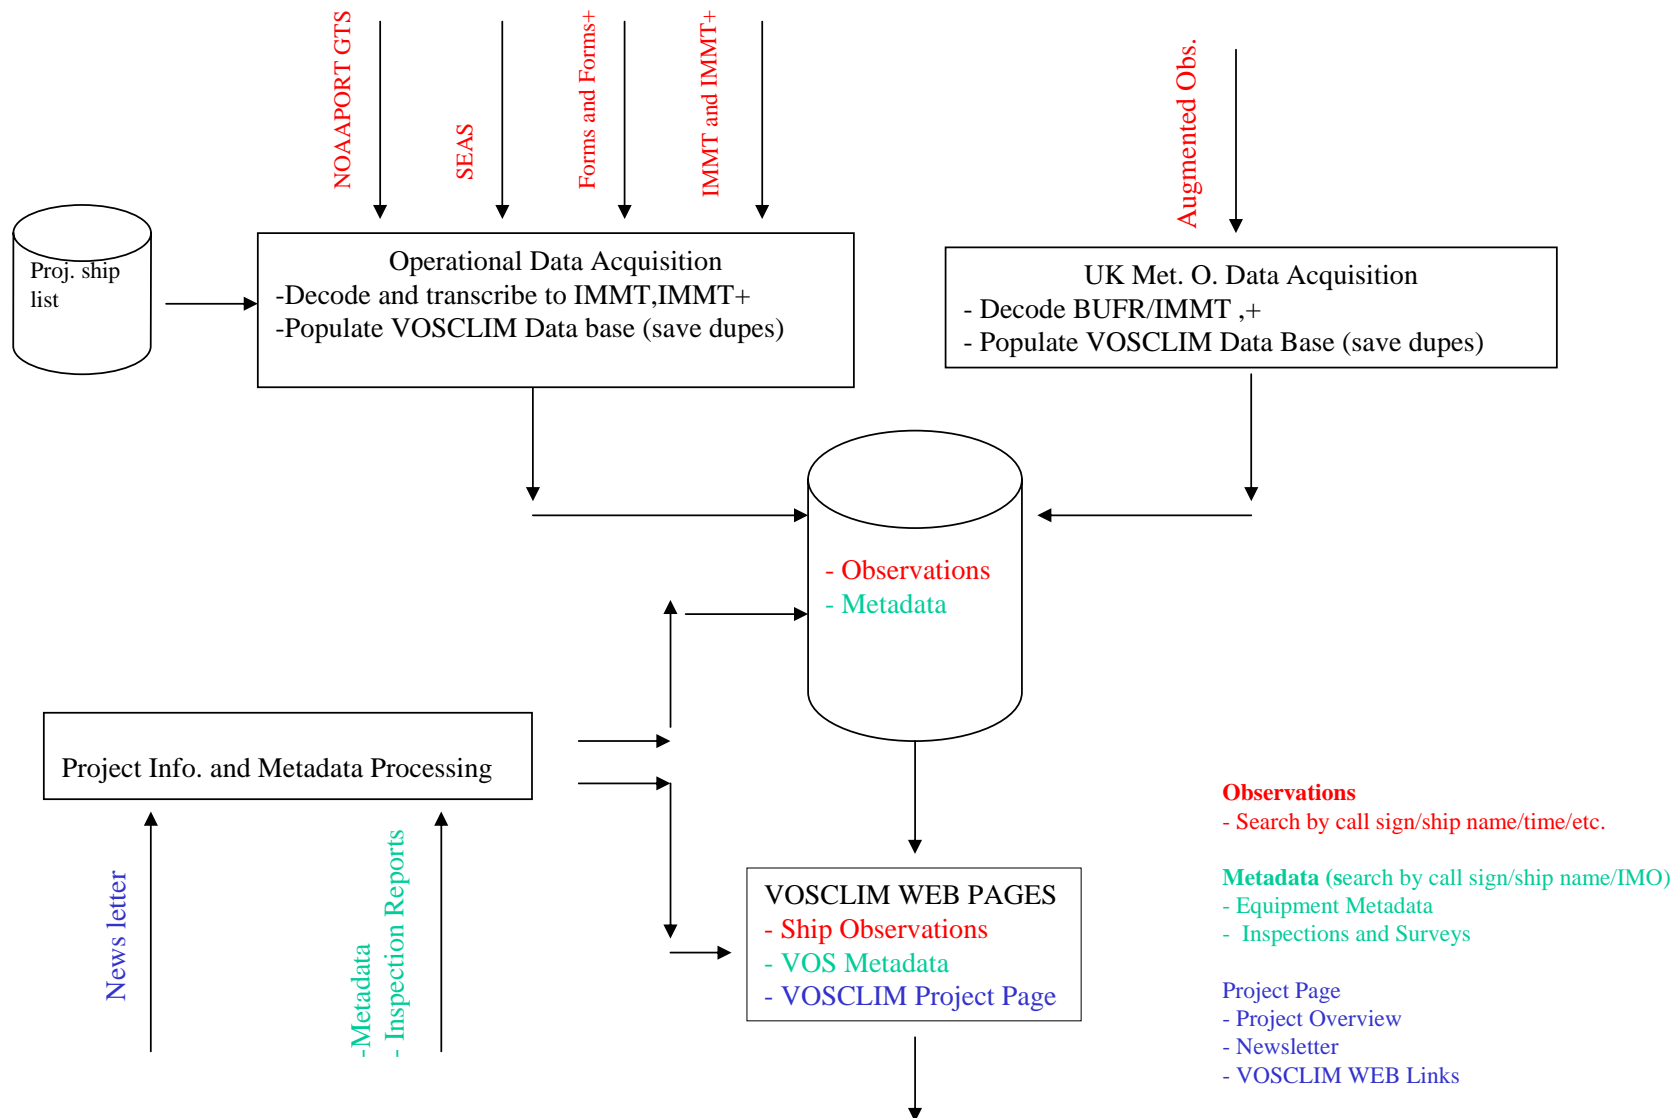 NOAAPORT GTS
SEAS
Forms and Forms+
IMMT and IMMT+
Augmented Obs.
Proj. ship
list
Operational Data Acquisition
-Decode and transcribe to IMMT,IMMT+
-Populate VOSCLIM Data base (save dupes)
UK Met. O. Data Acquisition
- Decode BUFR/IMMT ,+
- Populate VOSCLIM Data Base (save dupes)
- Observations
- Metadata
Project Info. and Metadata Processing
News letter
-Metadata
- Inspection Reports
VOSCLIM WEB PAGES
- Ship Observations
- VOS Metadata
- VOSCLIM Project Page
Observations
- Search by call sign/ship name/time/etc.
Metadata (search by call sign/ship name/IMO)
- Equipment Metadata
- Inspections and Surveys
Project Page
- Project Overview
- Newsletter
- VOSCLIM WEB Links